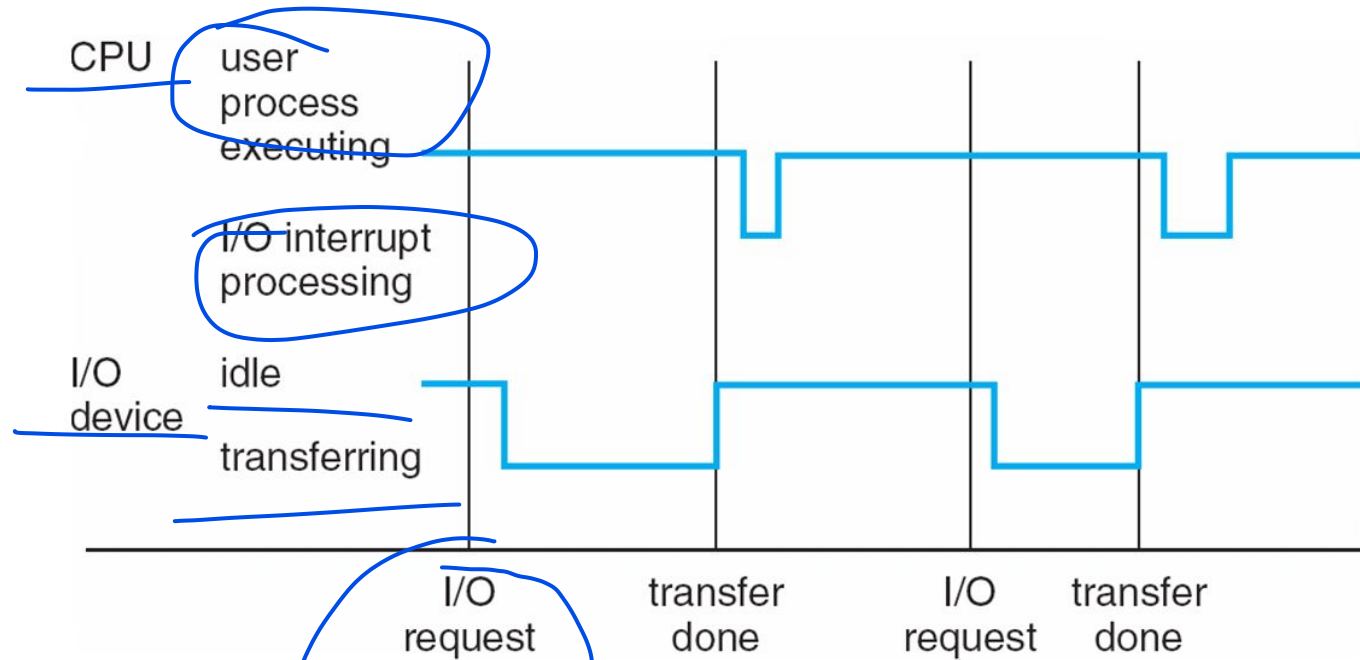 CPU
user
process
executing
I/O interrupt
processing
I/O
device
idle
transferring
I/O
request
transfer
done
I/O
request
transfer
done